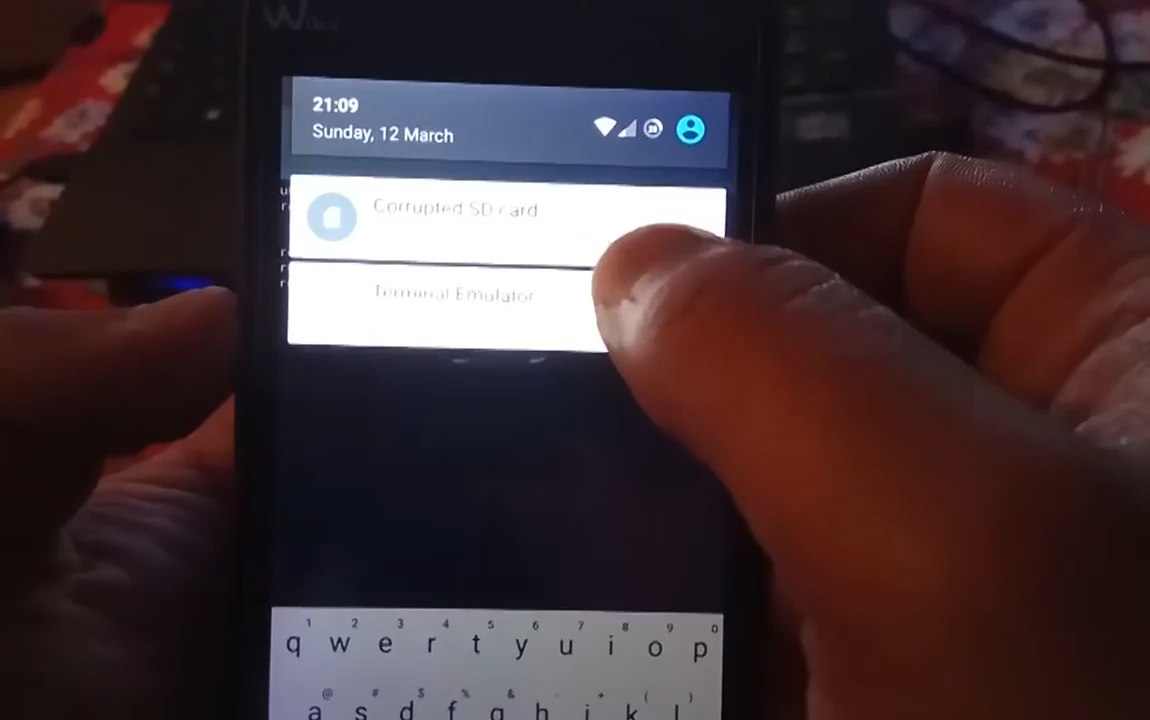 Wiko
21:09
Sunday, 12 March
Corrupted SD card
Terminal Emulator
1 2 3 4 5 6 7 8 9 0
q w e r t y u i o p
@ # $ % & - + ( )
a s d f g h j k l